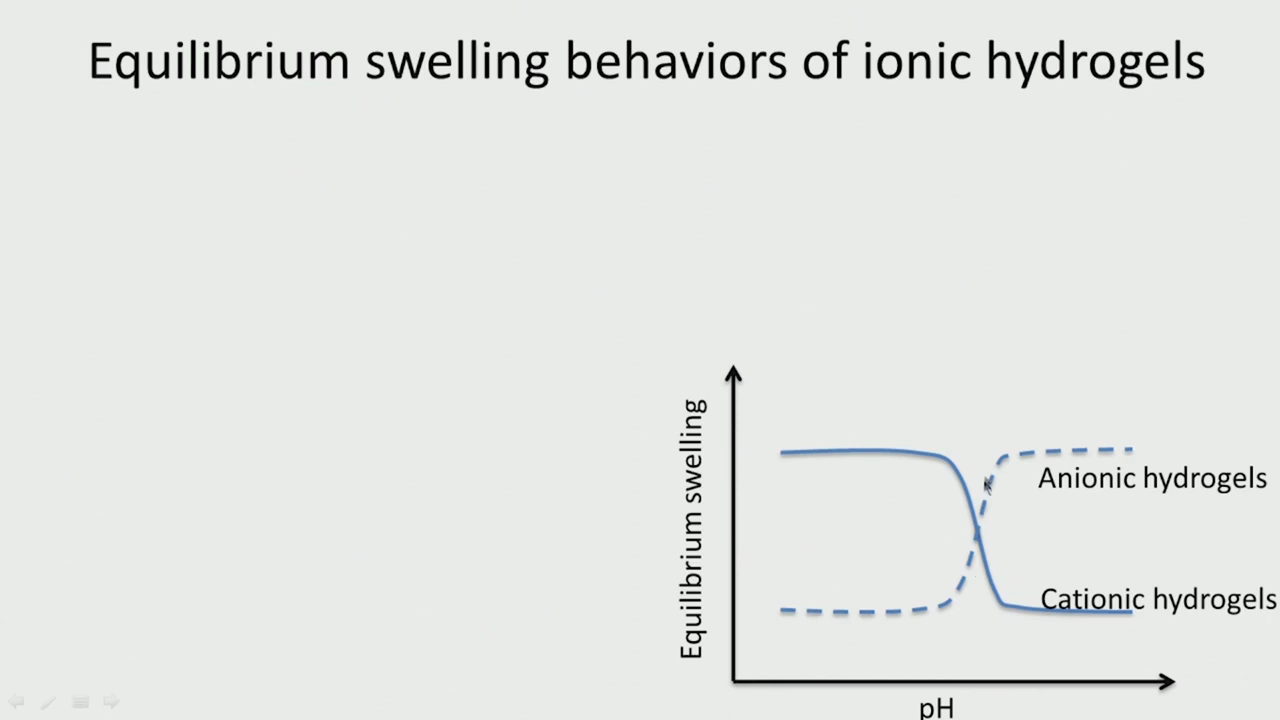 Equilibrium swelling behaviors of ionic hydrogels
Equilibrium swelling
Anionic hydrogels
Cationic hydrogels
pH